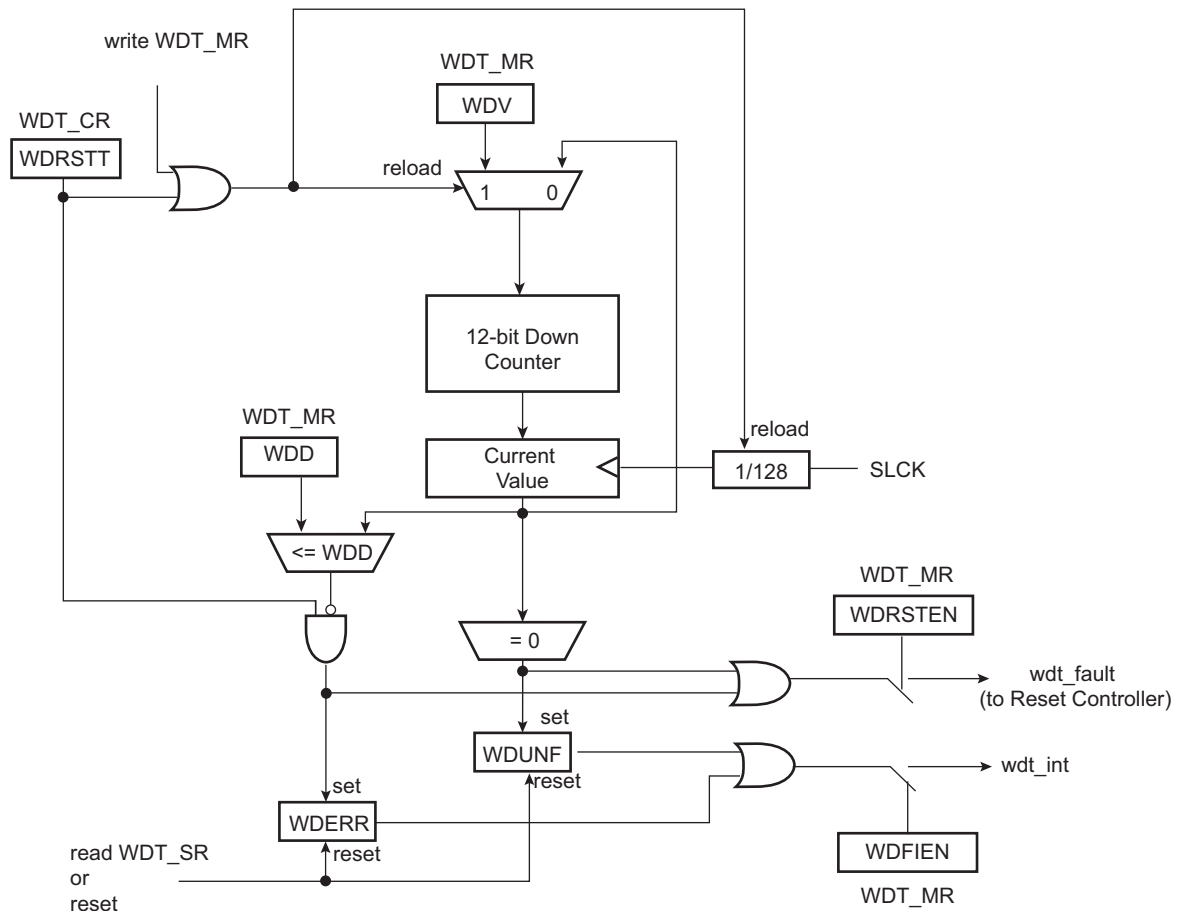 write WDT_MR
WDT_MR
WDV
WDT_CR
WDRSTT
reload
1 0
12-bit Down
Counter
WDT_MR
WDD
reload
Current
Value
1/128
SLCK
<= WDD
WDT_MR
WDRSTEN
= 0
wdt_fault
(to Reset Controller)
set
WDUNF
reset
wdt_int
set
WDERR
reset
read WDT_SR
or
reset
WDFIEN
WDT_MR